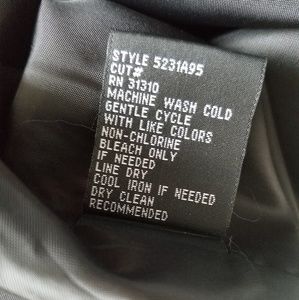 STYLE 5231A95
CUT#
RN 31310
MACHINE WASH COLD
GENTLE CYCLE
WITH LIKE COLORS
NON-CHLORINE
BLEACH ONLY
IF NEEDED
LINE DRY
COOL IRON IF NEEDED
DRY CLEAN
RECOMMENDED